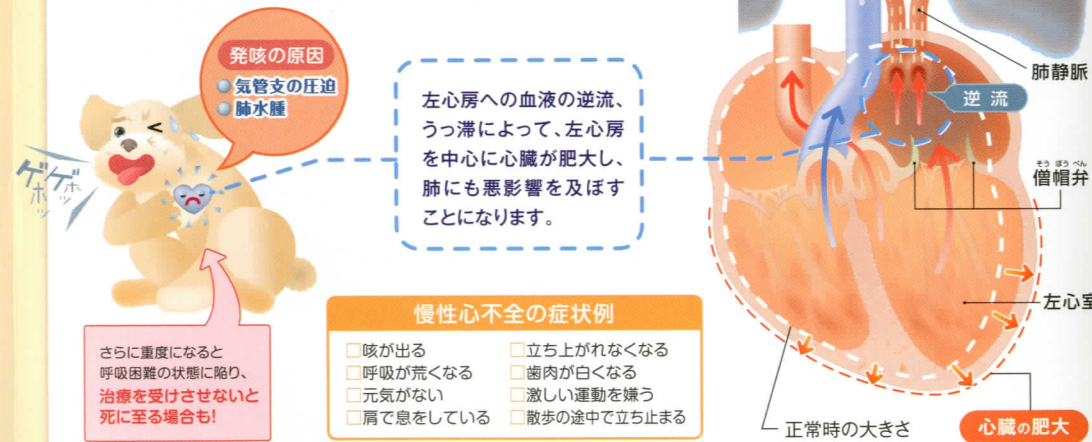 発咳の原因
気管支の圧迫
肺水腫
ゲホッ
ゲホッ
左心房への血液の逆流、
うっ滞によって、左心房
を中心に心臓が肥大し、
肺にも悪影響を及ぼす
ことになります。
さらに重度になると
呼吸困難の状態に陥り、
治療を受けさせないと
死に至る場合も!
慢性心不全の症状例
□咳が出る
□呼吸が荒くなる
□元気がない
□肩で息をしている
□立ち上がれなくなる
□歯肉が白くなる
□激しい運動を嫌う
□散歩の途中で立ち止まる
肺静脈
逆流
そうぼうべん
僧帽弁
左心室
正常時の大きさ
心臓の肥大